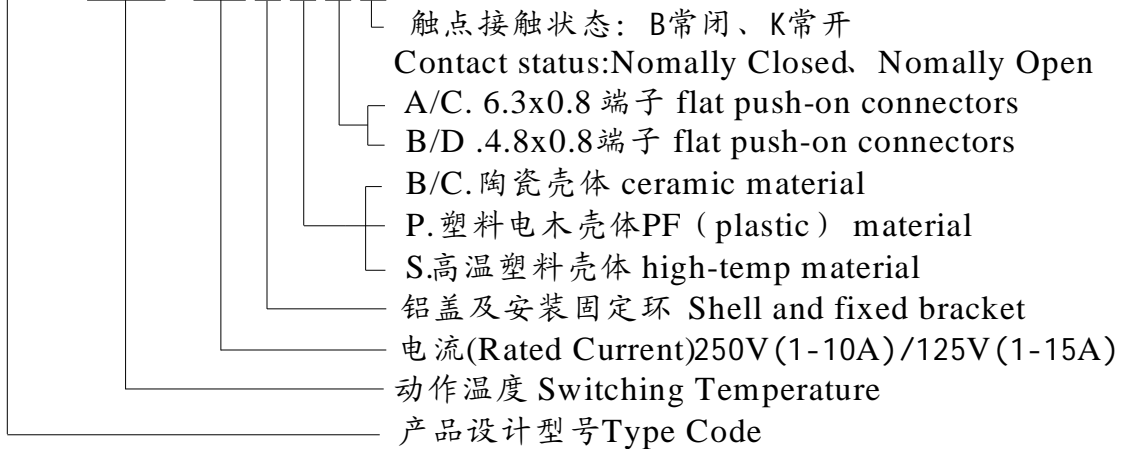 触点接触状态：B常闭、K常开
Contact status:Nomally Closed、Nomally Open
A/C. 6.3x0.8 端子 flat push-on connectors
B/D .4.8x0.8端子 flat push-on connectors
B/C.陶瓷壳体 ceramic material
P.塑料电木壳体PF（plastic） material
S.高温塑料壳体 high-temp material
铝盖及安装固定环 Shell and fixed bracket
电流(Rated Current)250V(1-10A)/125V(1-15A)
动作温度 Switching Temperature
产品设计型号Type Code